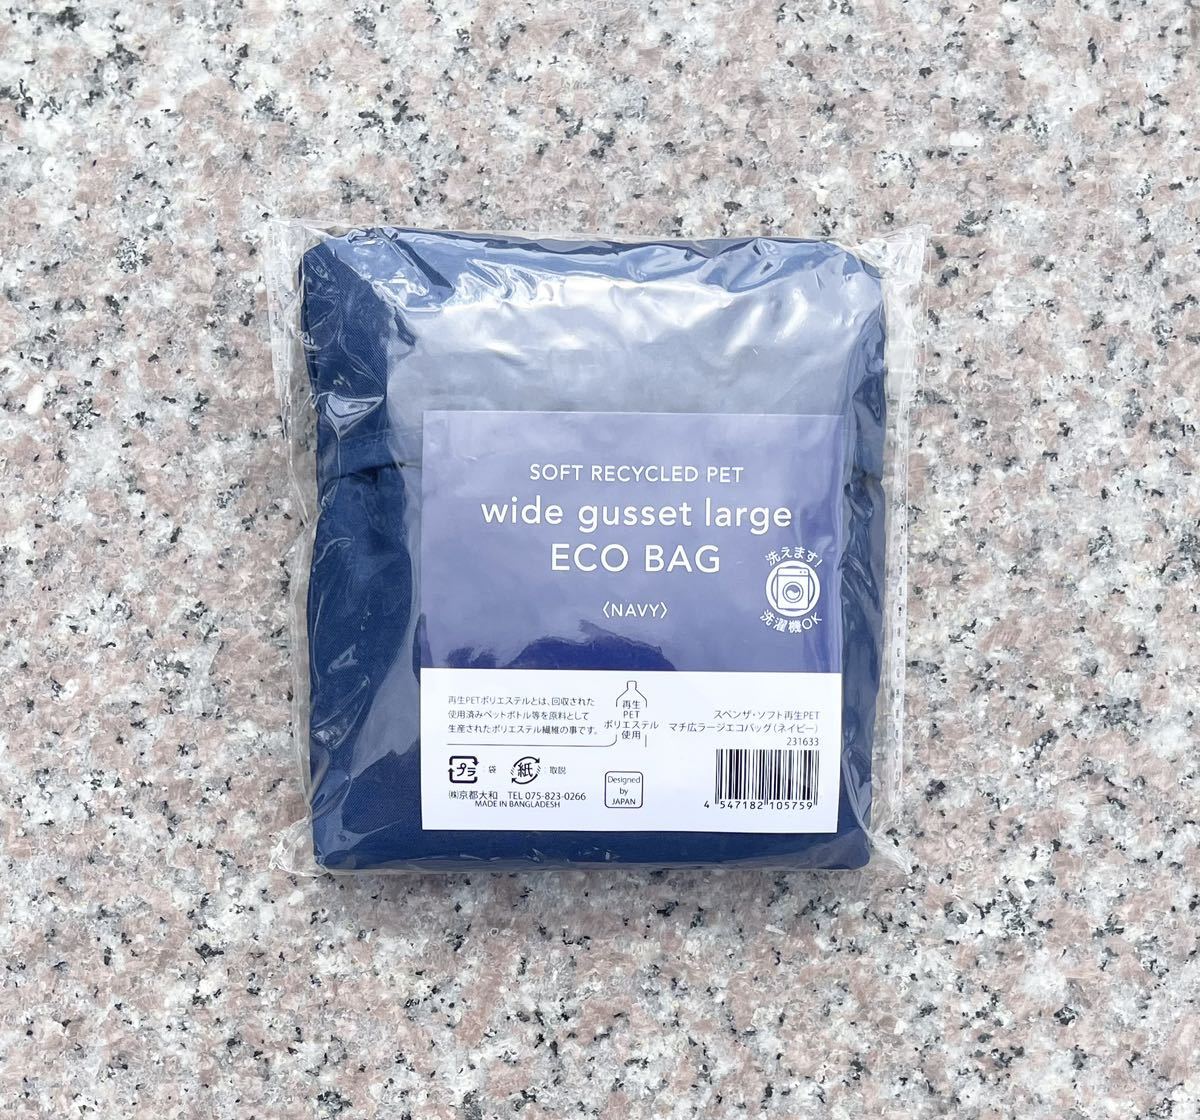 SOFT RECYCLED PET
wide gusset large
ECO BAG
〈NAVY〉
洗えます!
洗濯機OK
再生PETポリエステルとは、回収された
使用済みペットボトル等を原料として
生産されたポリエステル繊維の事です。
再生
PET
ポリエステル
使用
スペンザ・ソフト再生PET
マチ広ラージエコバッグ(ネイビー)
231633
プラ 袋 紙 取説
㈱京都大和 TEL 075-823-0266
MADE IN BANGLADESH
Designed
by
JAPAN
4 547182 105759